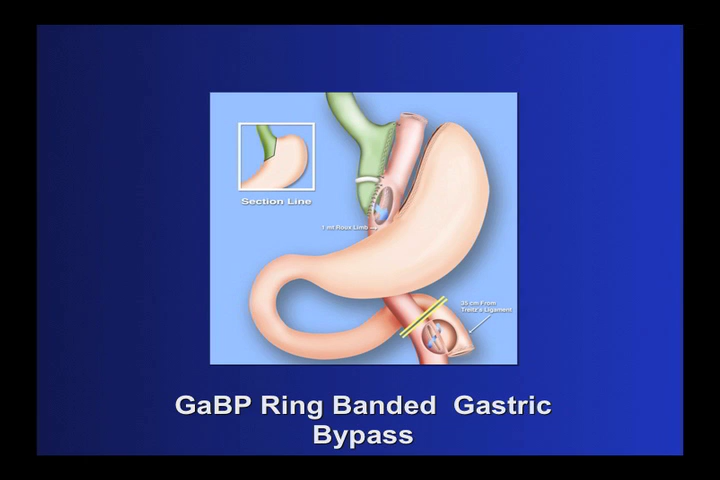 Section Line
1 mt Roux Limb
35 cm From
Treitz's Ligament
GaBP Ring Banded Gastric
Bypass